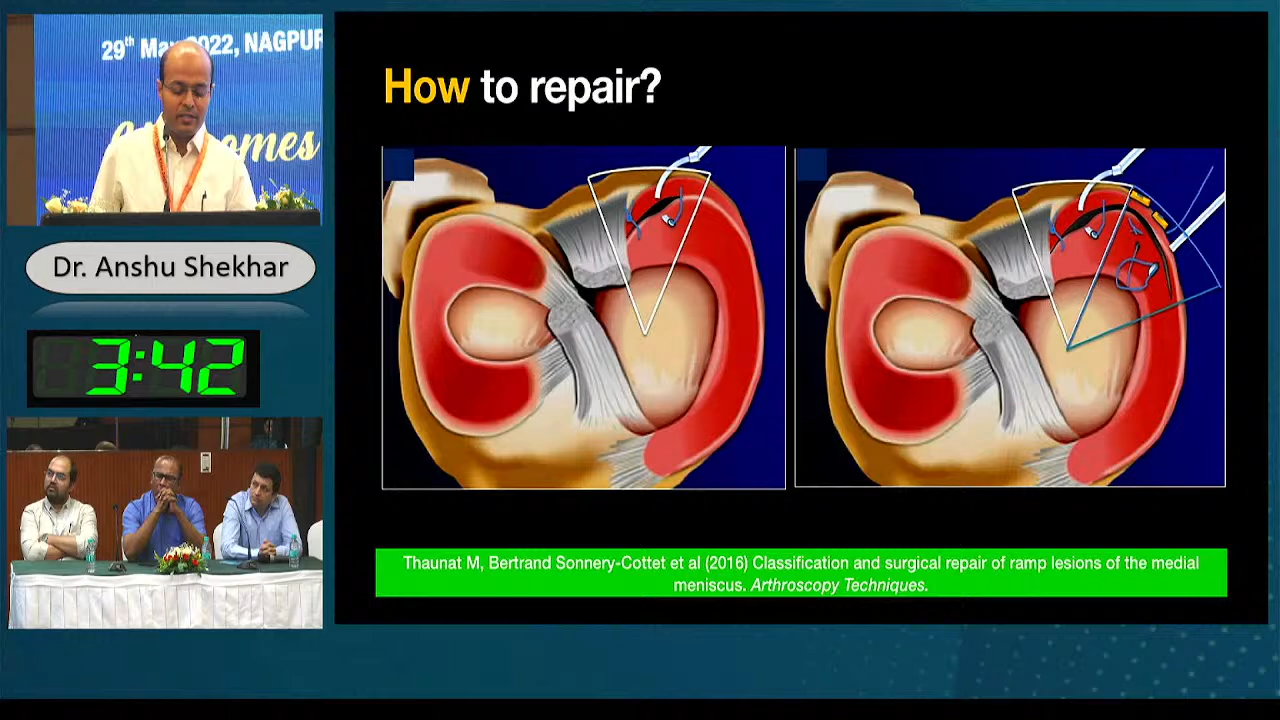 29th May 2022, NAGPUR
omes
How to repair?
Dr. Anshu Shekhar
3:42
Thaunat M, Bertrand Sonnery-Cottet et al (2016) Classification and surgical repair of ramp lesions of the medial
meniscus. Arthroscopy Techniques.